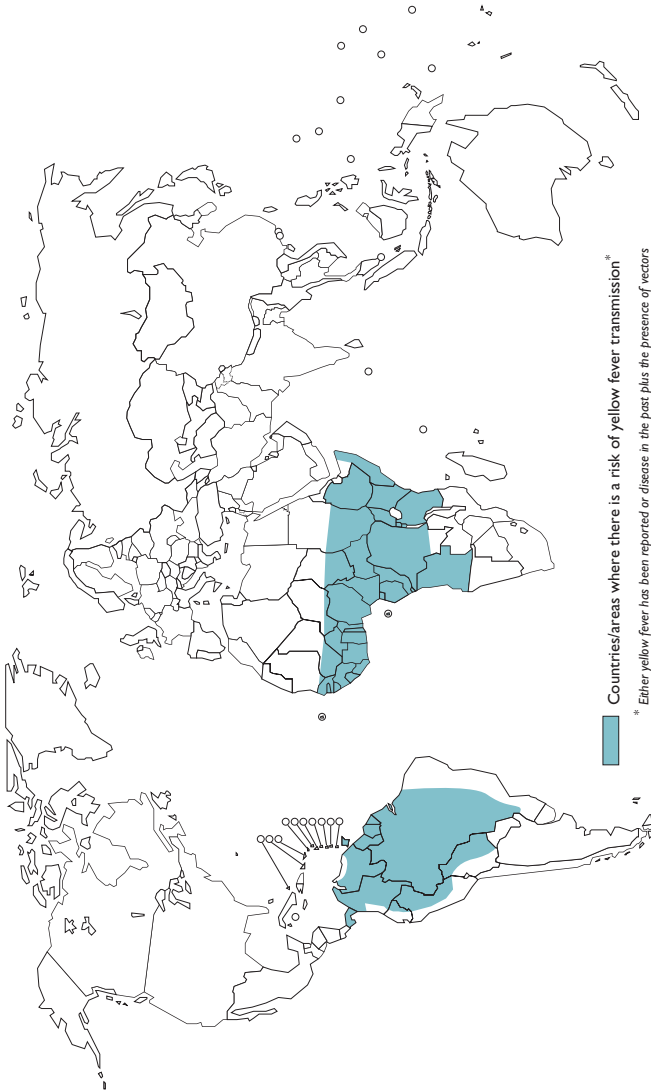 Countries/areas where there is a risk of yellow fever transmission*
* Either yellow fever has been reported or disease in the past plus the presence of vectors